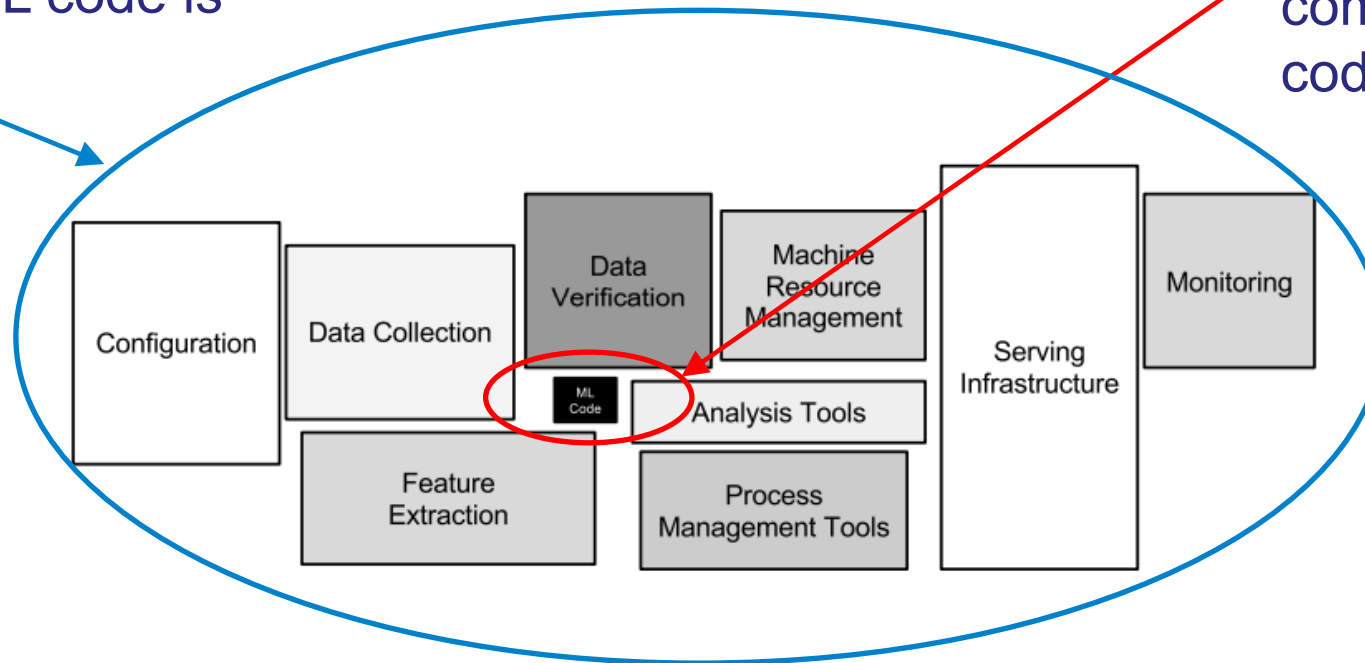 code is
cod
Configuration
Data Collection
Data
Verification
Machine
Resource
Management
Serving
Infrastructure
Monitoring
ML
Code
Analysis Tools
Feature
Extraction
Process
Management Tools